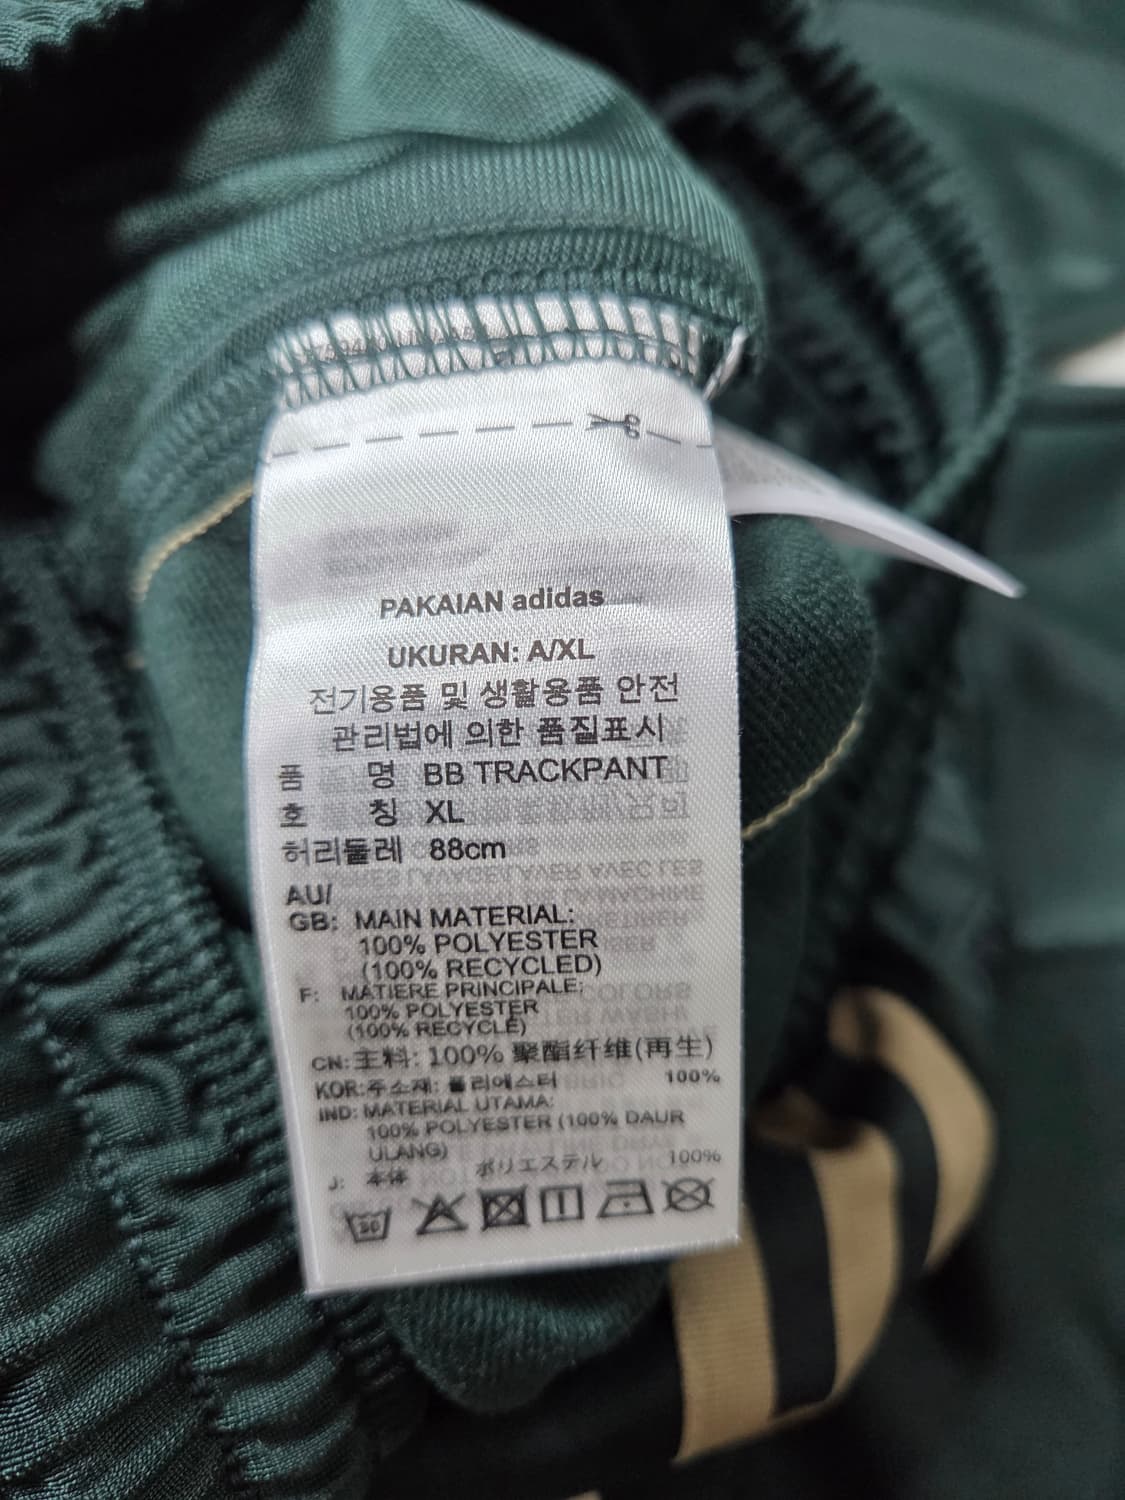 PAKAIAN adidas
UKURAN: A/XL
전기용품 및 생활용품 안전
관리법에 의한 품질표시
품 명 BB TRACKPANT
호 칭 XL
허리둘레 88cm
AU/
GB: MAIN MATERIAL:
100% POLYESTER
(100% RECYCLED)
F: MATIERE PRINCIPALE:
100% POLYESTER
(100% RECYCLÉ)
CN: 主料: 100% 聚酯纤维(再生)
KOR: 주소재: 폴리에스터 100%
IND: MATERIAL UTAMA:
100% POLYESTER (100% DAUR
ULANG)
J: 本体 ポリエステル 100%
30